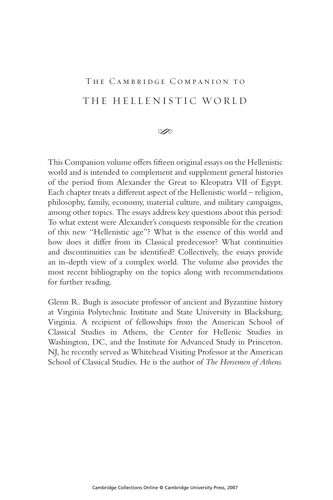 The Cambridge Companion to
THE HELLENISTIC WORLD
This Companion volume offers fifteen original essays on the Hellenistic
world and is intended to complement and supplement general histories
of the period from Alexander the Great to Kleopatra VII of Egypt.
Each chapter treats a different aspect of the Hellenistic world – religion,
philosophy, family, economy, material culture, and military campaigns,
among other topics. The essays address key questions about this period:
To what extent were Alexander's conquests responsible for the creation
of this new “Hellenistic age”? What is the essence of this world and
how does it differ from its Classical predecessor? What continuities
and discontinuities can be identified? Collectively, the essays provide
an in-depth view of a complex world. The volume also provides the
most recent bibliography on the topics along with recommendations
for further reading.
Glenn R. Bugh is associate professor of ancient and Byzantine history
at Virginia Polytechnic Institute and State University in Blacksburg,
Virginia. A recipient of fellowships from the American School of
Classical Studies in Athens, the Center for Hellenic Studies in
Washington, DC, and the Institute for Advanced Study in Princeton.
NJ, he recently served as Whitehead Visiting Professor at the American
School of Classical Studies. He is the author of The Horsemen of Athens.
Cambridge Collections Online © Cambridge University Press, 2007